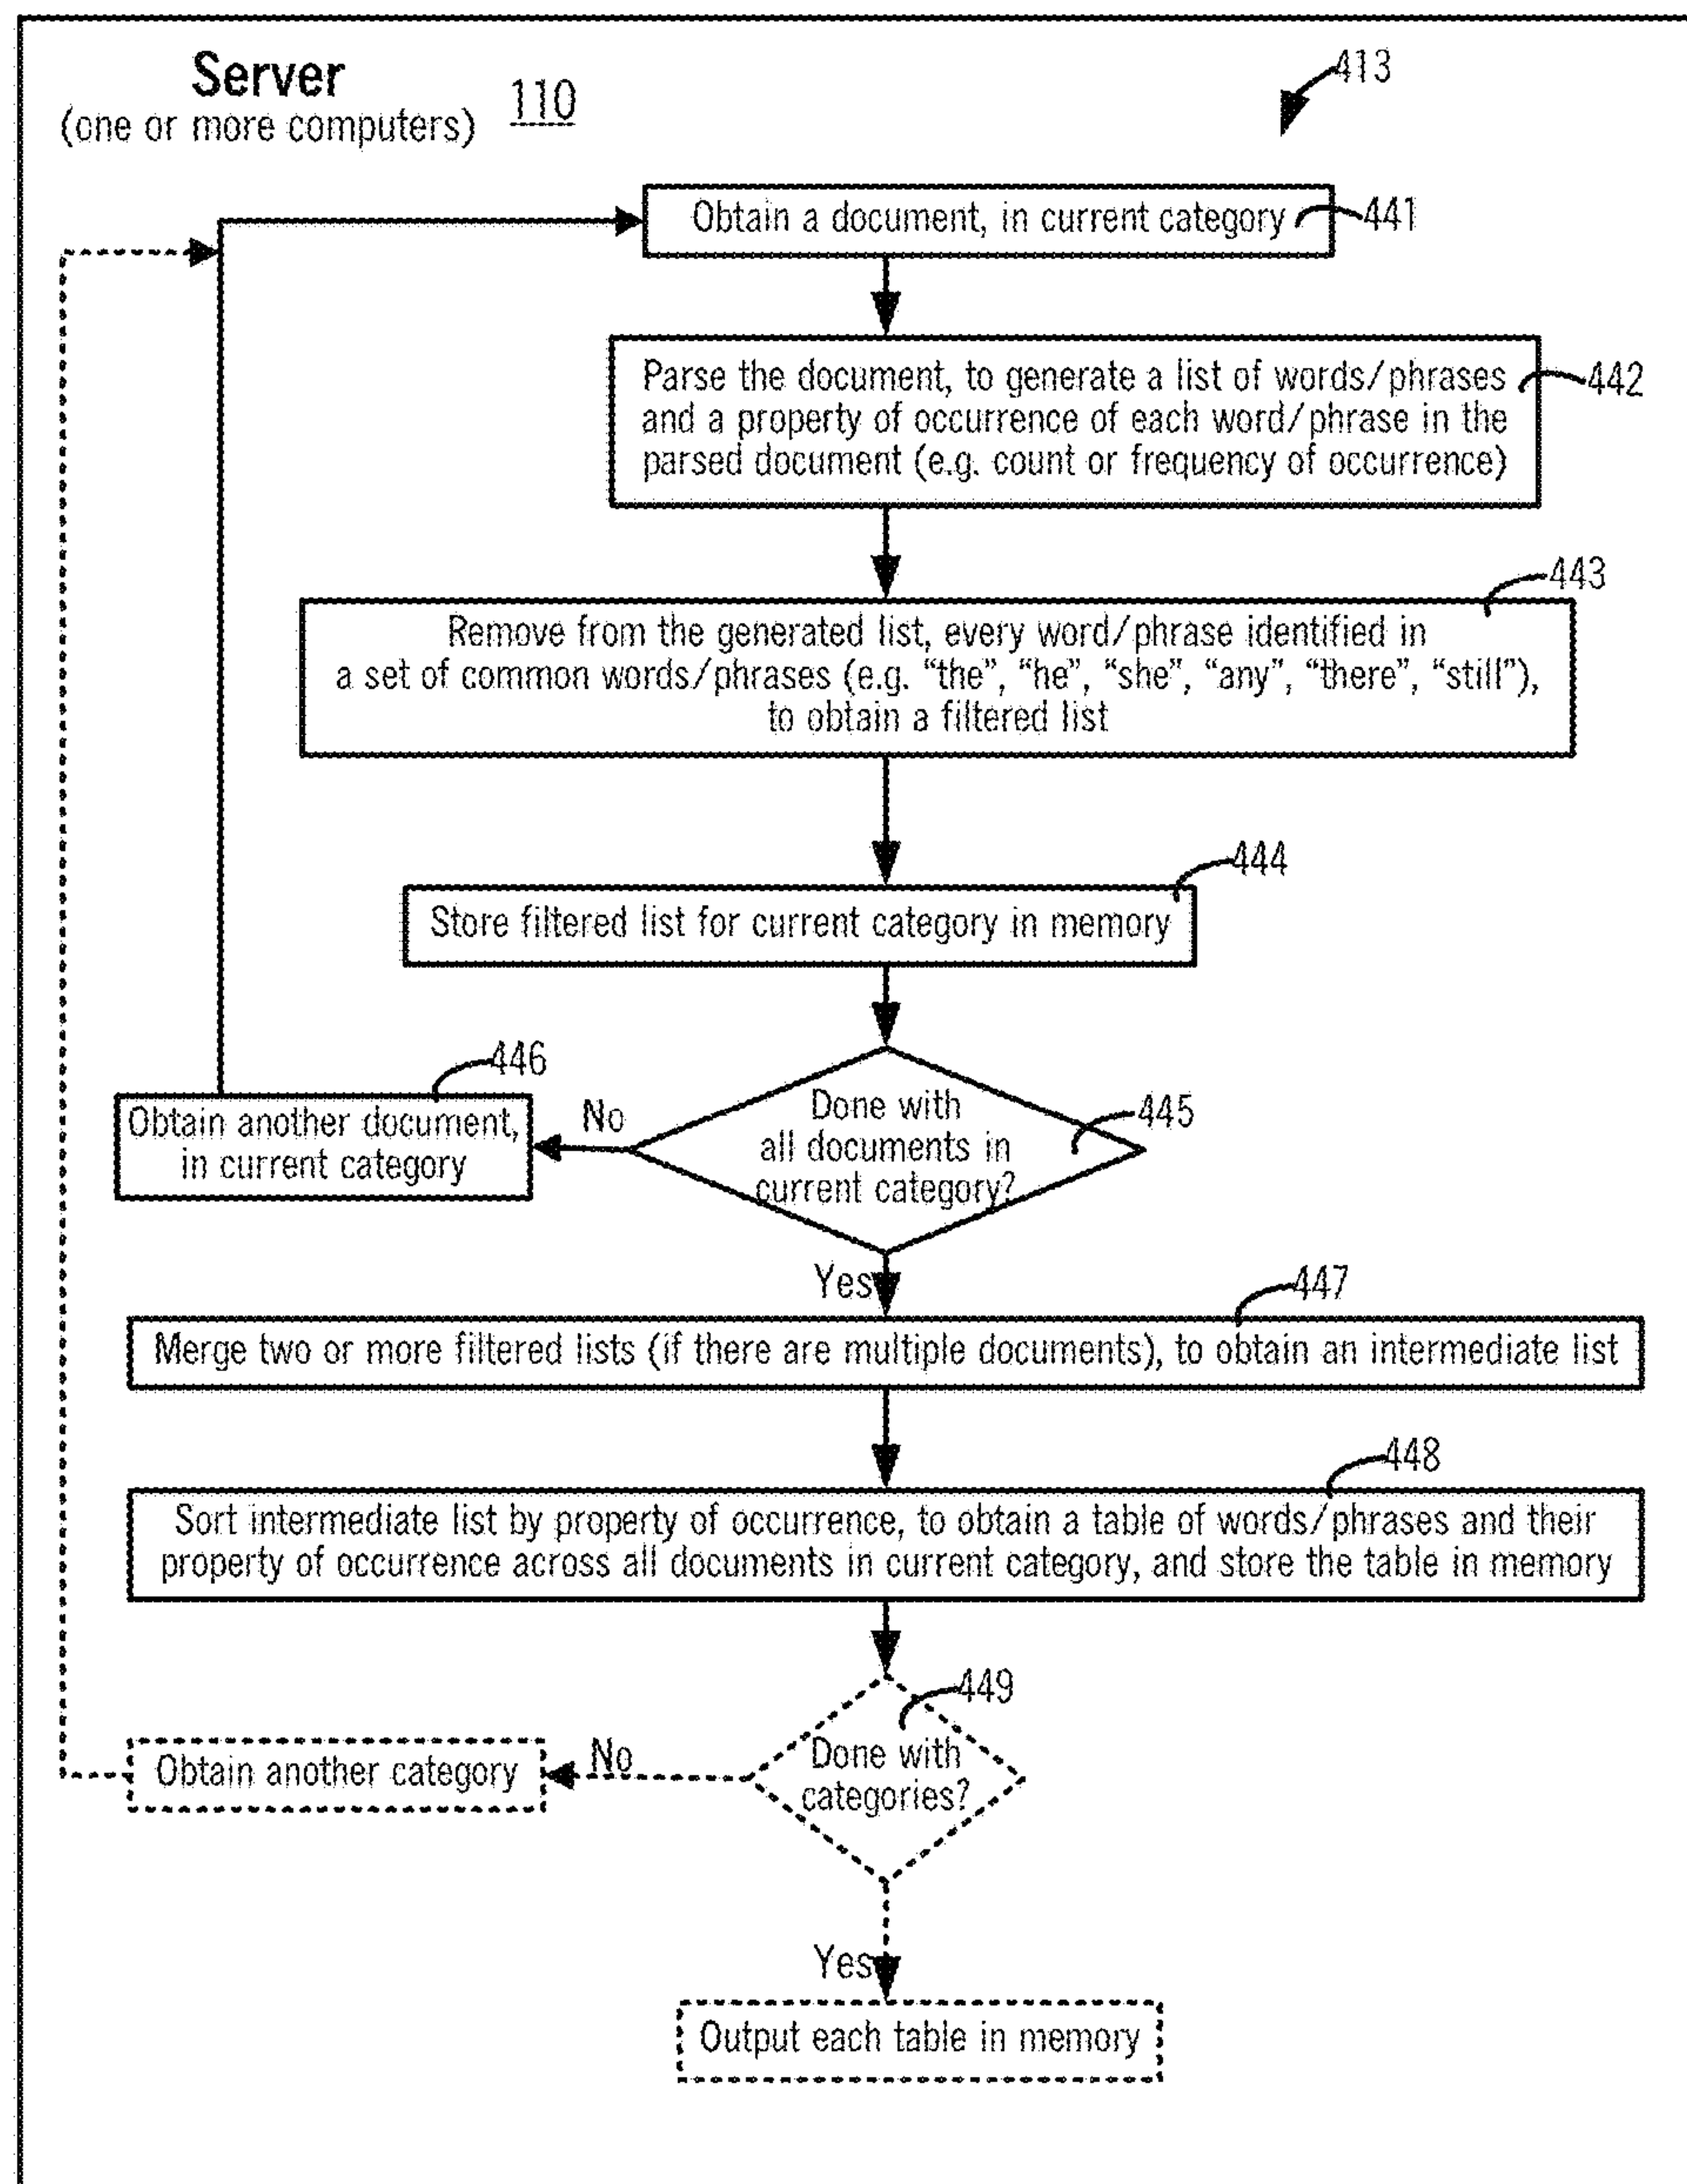 Server
(one or more computers)
110
413
Obtain a document, in current category
441
Parse the document, to generate a list of words/phrases
and a property of occurrence of each word/phrase in the
parsed document (e.g. count or frequency of occurrence)
442
443
Remove from the generated list, every word/phrase identified in
a set of common words/phrases (e.g. “the”, “he”, “she”, “any”, “there”, “still”),
to obtain a filtered list
444
Store filtered list for current category in memory
446
Obtain another document,
in current category
No
Done with
all documents in
current category?
445
Yes
447
Merge two or more filtered lists (if there are multiple documents), to obtain an intermediate list
448
Sort intermediate list by property of occurrence, to obtain a table of words/phrases and their
property of occurrence across all documents in current category, and store the table in memory
449
Obtain another category
No
Done with
categories?
Yes
Output each table in memory